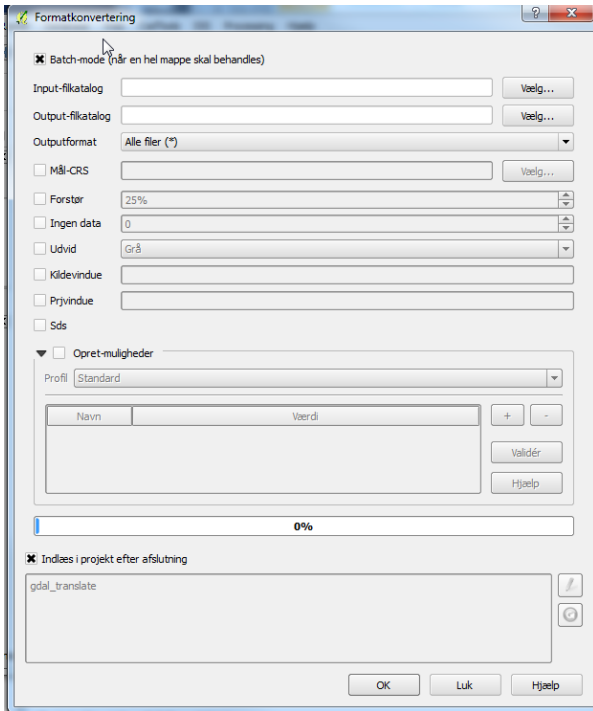 Formatkonvertering
Batch-mode (når en hel mappe skal behandles)
Input-filkatalog Vælg...
Output-filkatalog Vælg...
Outputformat Alle filer (*)
Mål-CRS Vælg...
Forstør 25%
Ingen data 0
Udvid Grå
Kildevindue
Prjvindue
Sds
Opret-muligheder
Profil Standard
Navn Værdi + -
Validér
Hjælp
0%
Indlæs i projekt efter afslutning
gdal_translate
OK Luk Hjælp